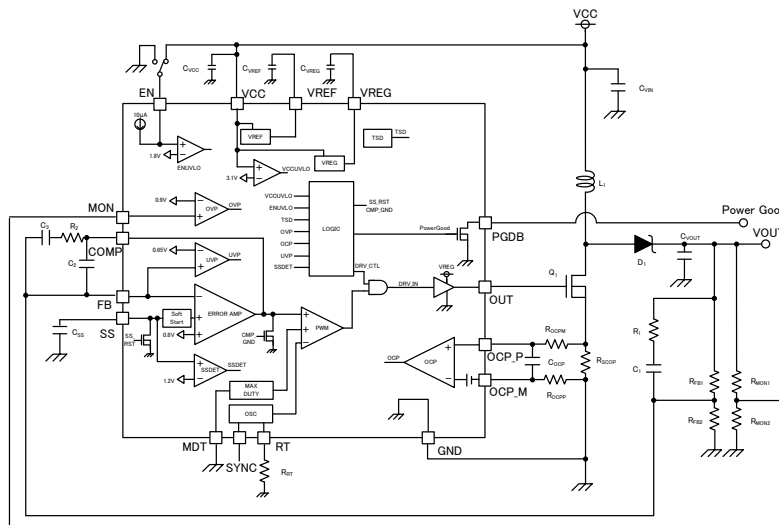 VCC
CVCC
CVREF
CVREG
CVIN
EN
VCC
VREF
VREG
10μA
VREF
TSD
TSD
1.8V
ENUVLO
VREG
3.1V
VCCUVLO
L1
MON
0.9V
OVP
OVP
VCCUVLO
ENUVLO
TSD
OVP
OCP
UVP
SSDET
LOGIC
SS_RST
CMP_GND
PowerGood
PGDB
Power Good
VOUT
C3
R2
COMP
C2
0.65V
UVP
UVP
DRV_CTL
VREG
DRV_IN
OUT
Q1
D1
CVOUT
FB
ERROR AMP
SS
Soft
Start
CSS
SS_
RST
0.8V
CMP_
GND
PWM
SSDET
SSDET
1.2V
OCP
OCP
OCP_P
ROCPM
COCP
RSCOP
OCP_M
ROCPP
R1
C1
RFB1
RMON1
RFB2
RMON2
MAX
DUTY
OSC
MDT
SYNC
RT
RRT
GND